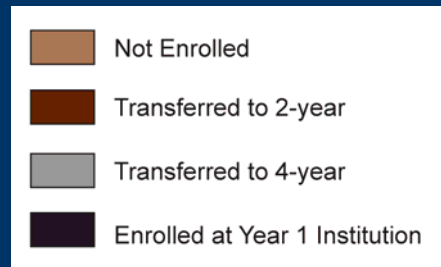 Not Enrolled
Transferred to 2-year
Transferred to 4-year
Enrolled at Year 1 Institution